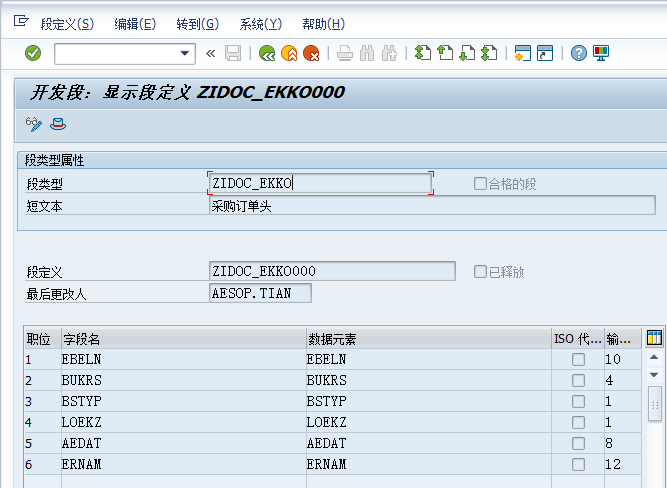 段定义(S) 编辑(E) 转到(G) 系统(Y) 帮助(H)
开发段：显示段定义 ZIDOC_EKKO000
段类型属性
段类型 ZIDOC_EKKO 合格的段
短文本 采购订单头
段定义 ZIDOC_EKKO000 已释放
最后更改人 AESOP.TIAN
职位 字段名 数据元素 ISO 代... 输...
1 EBELN EBELN 10
2 BUKRS BUKRS 4
3 BSTYP BSTYP 1
4 LOEKZ LOEKZ 1
5 AEDAT AEDAT 8
6 ERNAM ERNAM 12